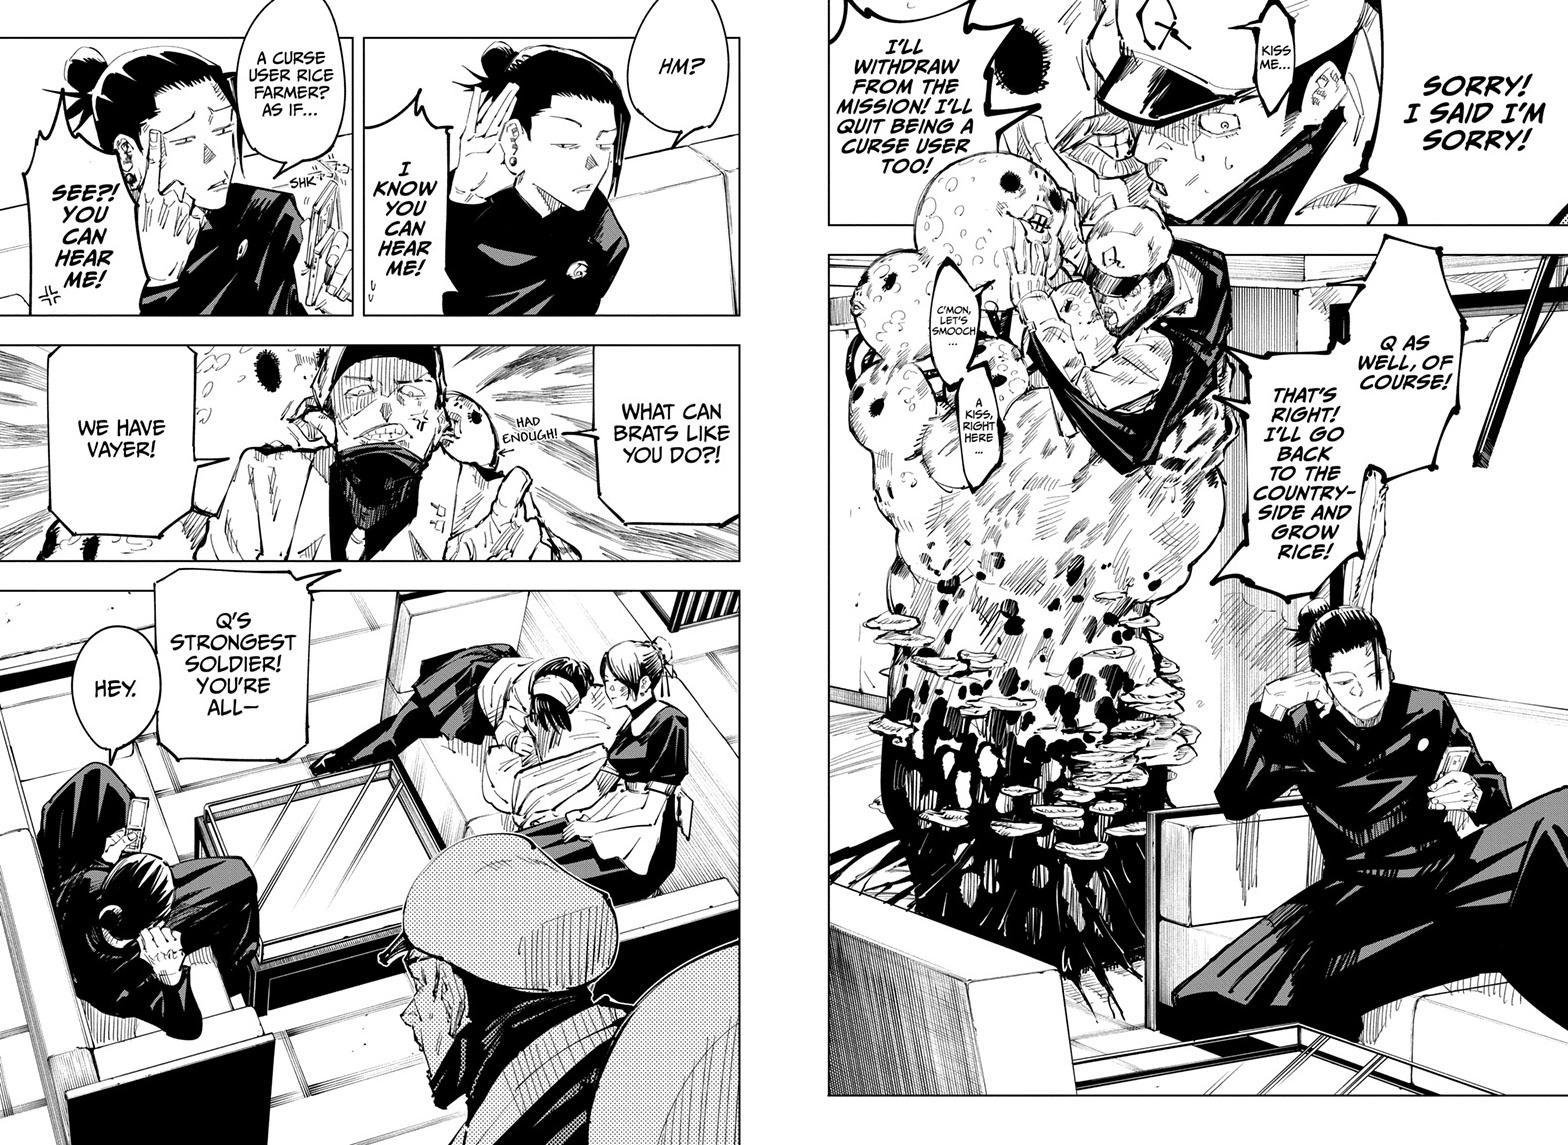 SORRY!
I SAID I'M
SORRY!
KISS
ME...
I'LL
WITHDRAW
FROM THE
MISSION! I'LL
QUIT BEING A
CURSE USER
TOO!
Q AS
WELL, OF
COURSE!
THAT'S
RIGHT!
I'LL GO
BACK
TO THE
COUNTRY-
SIDE AND
GROW
RICE!
C'MON,
LET'S
SMOOCH
...
A
KISS,
RIGHT
HERE
...
Q
HM?
I
KNOW
YOU
CAN
HEAR
ME!
A CURSE
USER RICE
FARMER?
AS IF...
SHK
SEE?!
YOU
CAN
HEAR
ME!
WHAT CAN
BRATS LIKE
YOU DO?!
HAD
ENOUGH!
WE HAVE
VAYER!
Q'S
STRONGEST
SOLDIER!
YOU'RE
ALL—
HEY.